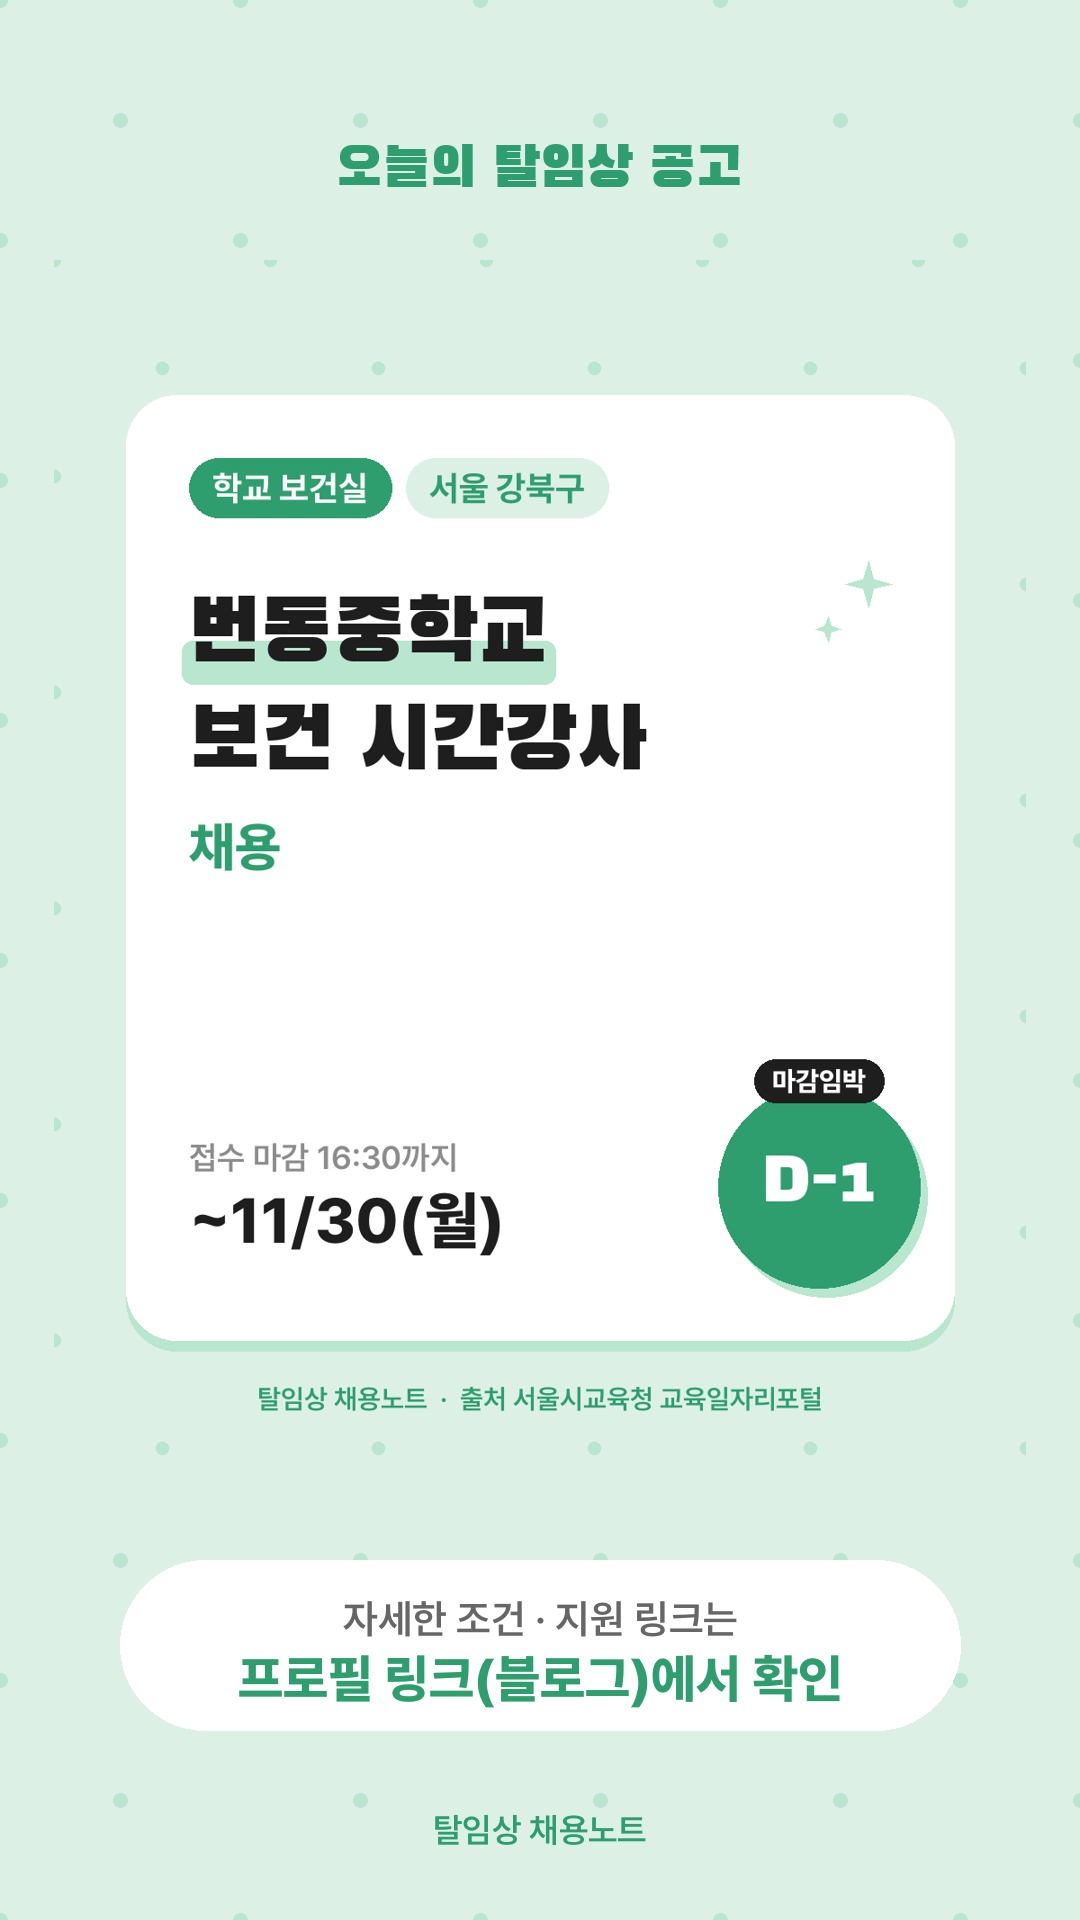 오늘의 탈임상 공고
학교 보건실 서울 강북구
번동중학교
보건 시간강사
채용
마감임박
D-1
접수 마감 16:30까지
~11/30(월)
탈임상 채용노트 · 출처 서울시교육청 교육일자리포털
자세한 조건 · 지원 링크는
프로필 링크(블로그)에서 확인
탈임상 채용노트